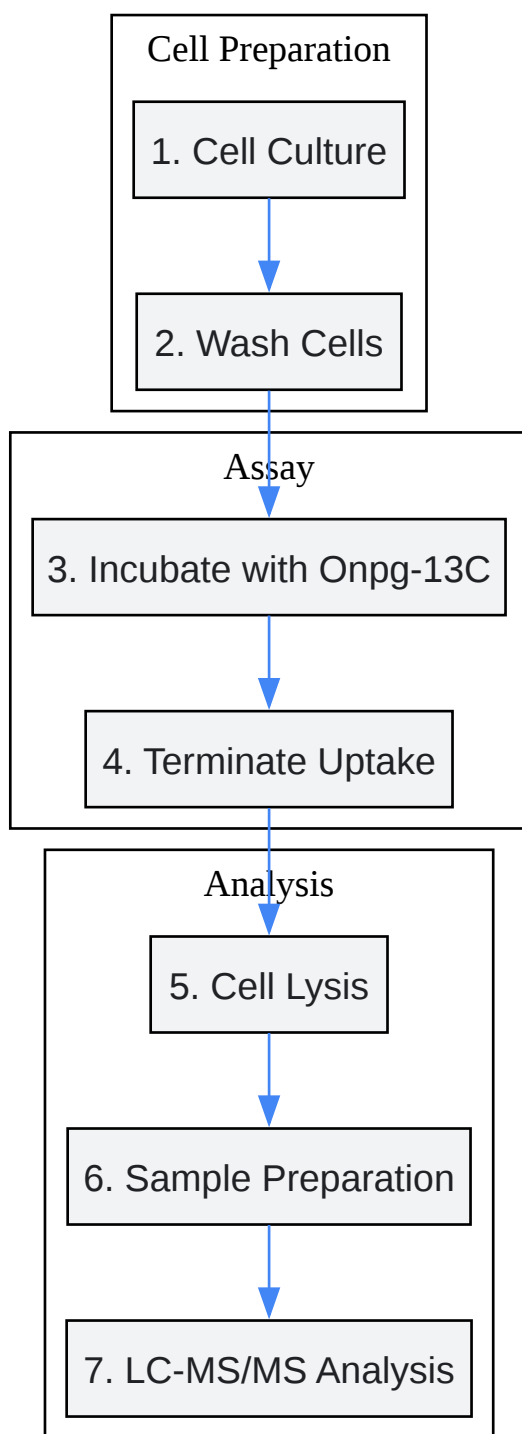 Cell Preparation
1. Cell Culture
2. Wash Cells
Assay
3. Incubate with Onpg-13C
4. Terminate Uptake
Analysis
5. Cell Lysis
6. Sample Preparation
7. LC-MS/MS Analysis